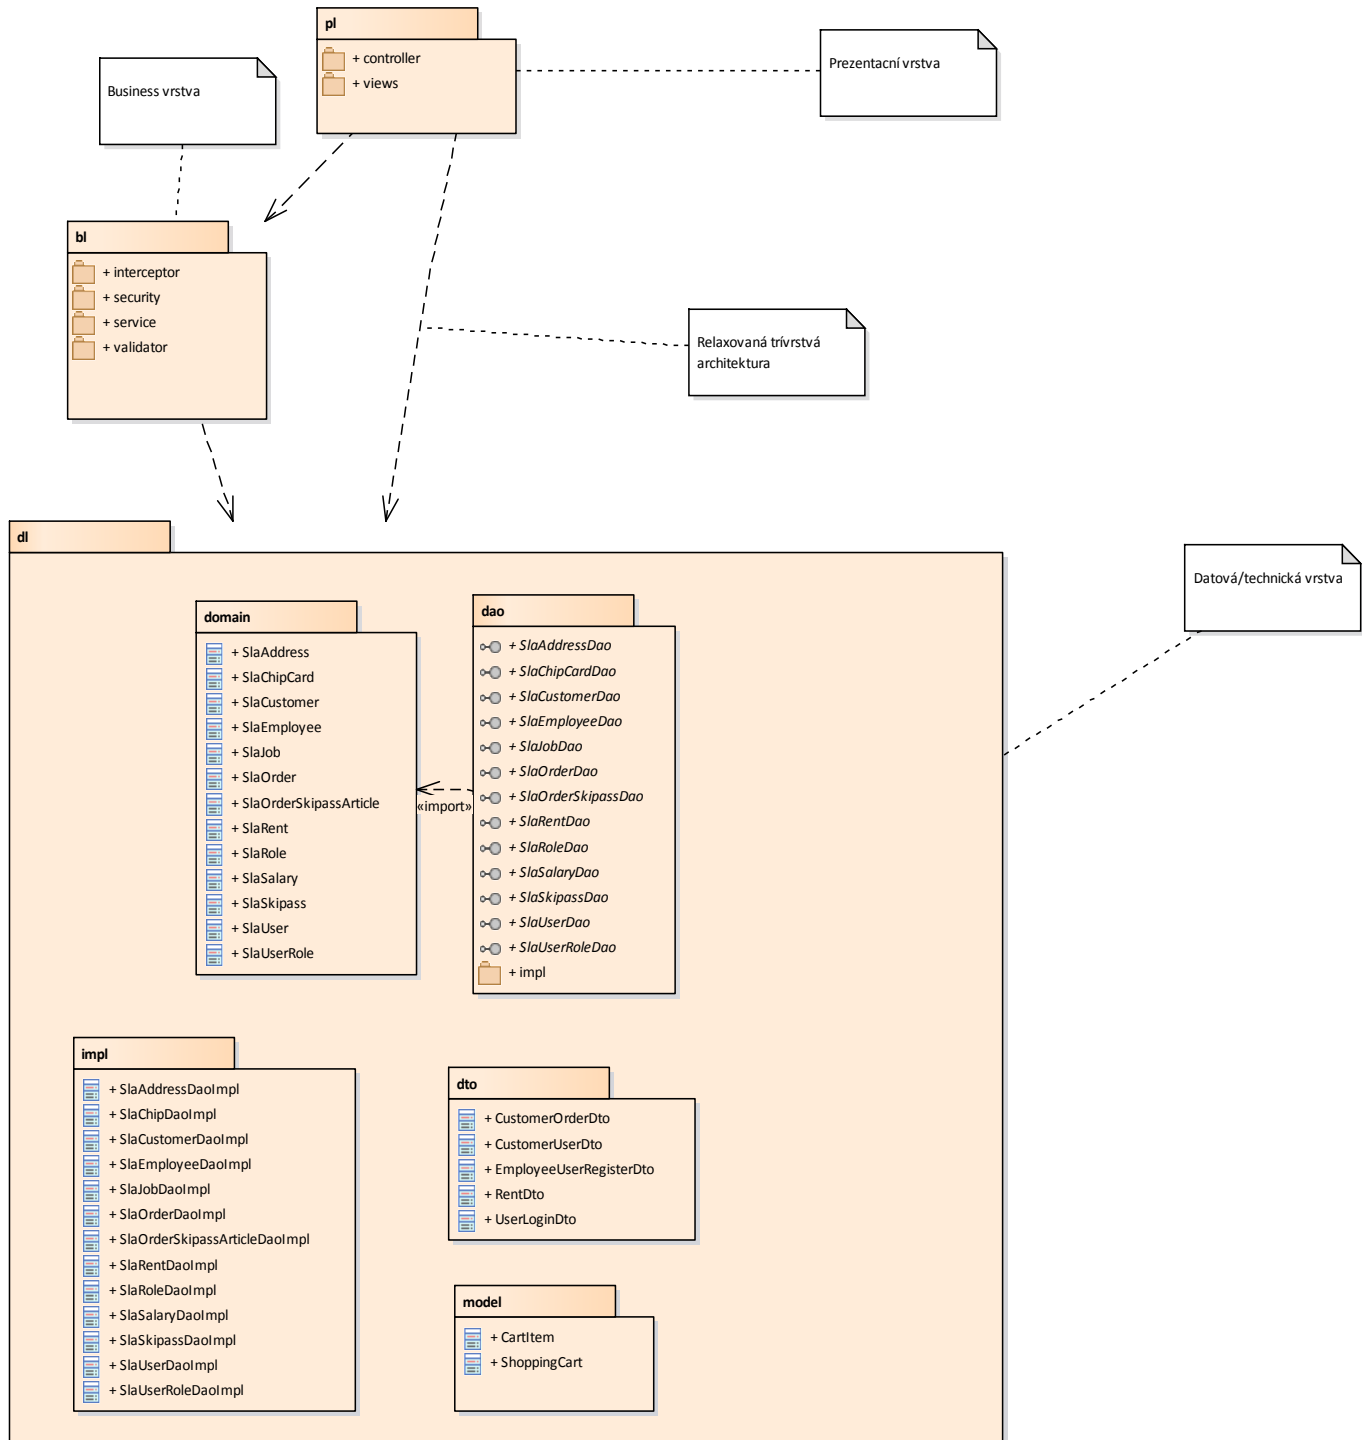 pl
+ controller
+ views
Prezentacní vrstva
Business vrstva
bl
+ interceptor
+ security
+ service
+ validator
Relaxovaná trívrstvá
architektura
dl
Datová/technická vrstva
domain
+ SlaAddress
+ SlaChipCard
+ SlaCustomer
+ SlaEmployee
+ SlaJob
+ SlaOrder
+ SlaOrderSkipassArticle
+ SlaRent
+ SlaRole
+ SlaSalary
+ SlaSkipass
+ SlaUser
+ SlaUserRole
«import»
dao
+ SlaAddressDao
+ SlaChipCardDao
+ SlaCustomerDao
+ SlaEmployeeDao
+ SlaJobDao
+ SlaOrderDao
+ SlaOrderSkipassDao
+ SlaRentDao
+ SlaRoleDao
+ SlaSalaryDao
+ SlaSkipassDao
+ SlaUserDao
+ SlaUserRoleDao
+ impl
impl
+ SlaAddressDaoImpl
+ SlaChipDaoImpl
+ SlaCustomerDaoImpl
+ SlaEmployeeDaoImpl
+ SlaJobDaoImpl
+ SlaOrderDaoImpl
+ SlaOrderSkipassArticleDaoImpl
+ SlaRentDaoImpl
+ SlaRoleDaoImpl
+ SlaSalaryDaoImpl
+ SlaSkipassDaoImpl
+ SlaUserDaoImpl
+ SlaUserRoleDaoImpl
dto
+ CustomerOrderDto
+ CustomerUserDto
+ EmployeeUserRegisterDto
+ RentDto
+ UserLoginDto
model
+ CartItem
+ ShoppingCart